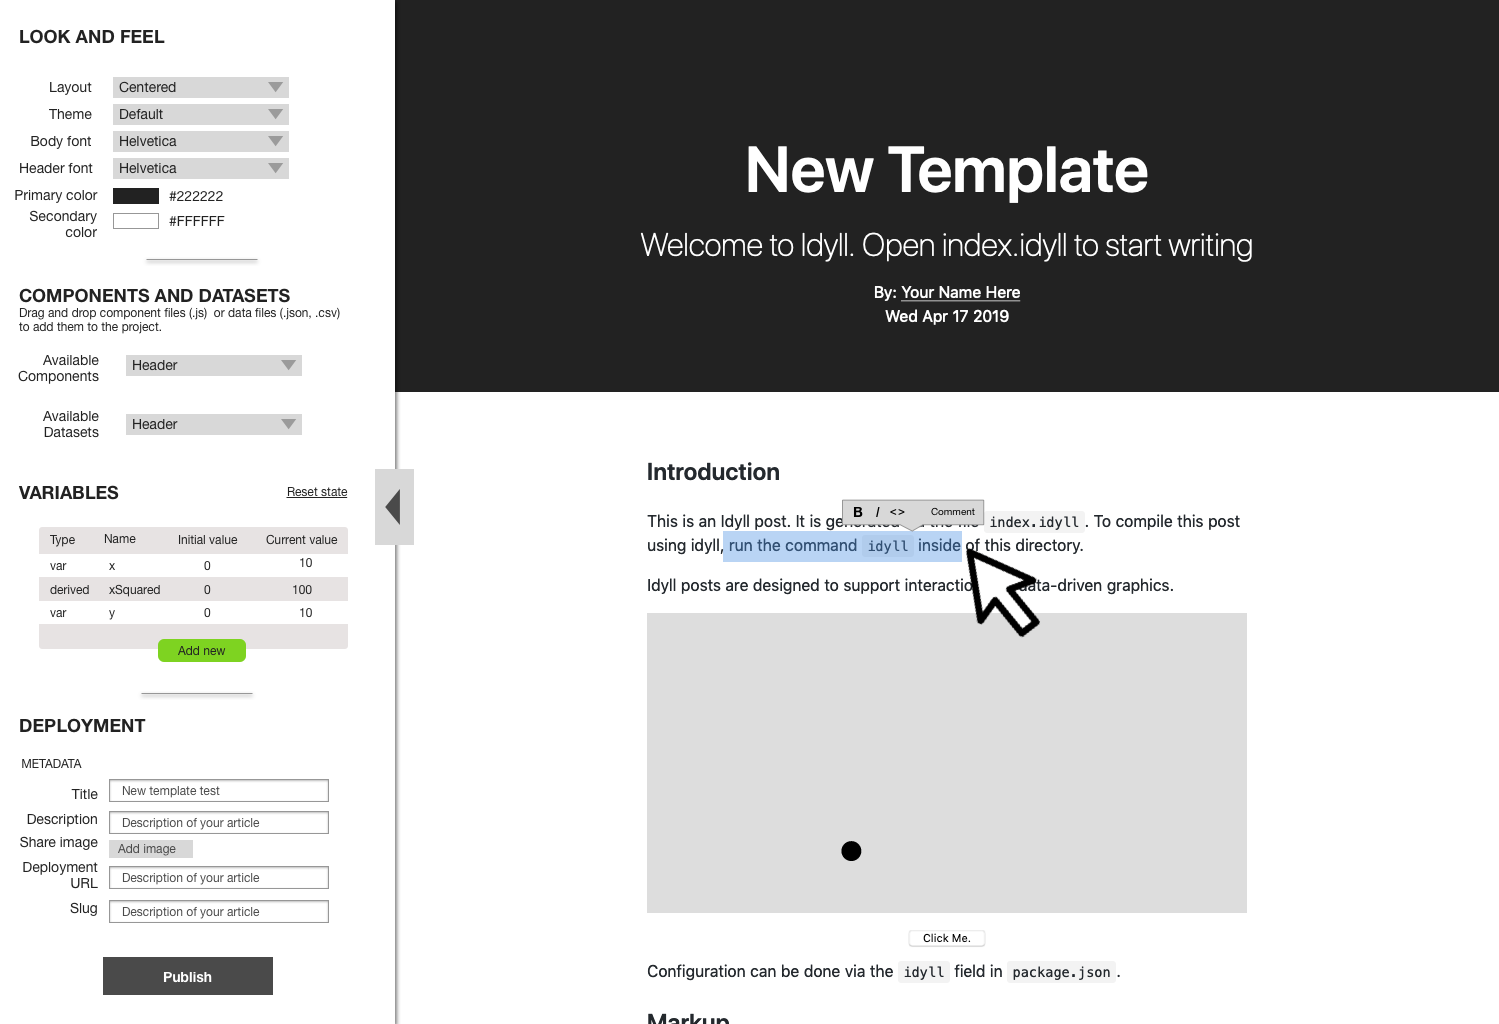 LOOK AND FEEL
Layout Centered
Theme Default
Body font Helvetica
Header font Helvetica
Primary color #222222
Secondary
color #FFFFFF
COMPONENTS AND DATASETS
Drag and drop component files (.js) or data files (.json, .csv)
to add them to the project.
Available
Components Header
Available
Datasets Header
VARIABLES Reset state
Type Name Initial value Current value
var x 0 10
derived xSquared 0 100
var y 0 10
Add new
DEPLOYMENT
METADATA
Title New template test
Description Description of your article
Share image Add image
Deployment
URL Description of your article
Slug Description of your article
Publish
New Template
Welcome to Idyll. Open index.idyll to start writing
By: Your Name Here
Wed Apr 17 2019
Introduction
B I <> Comment
This is an Idyll post. It is index.idyll. To compile this post
using idyll, run the command idyll inside of this directory.
Idyll posts are designed to support data-driven graphics.
Click Me.
Configuration can be done via the idyll field in package.json.
Markup